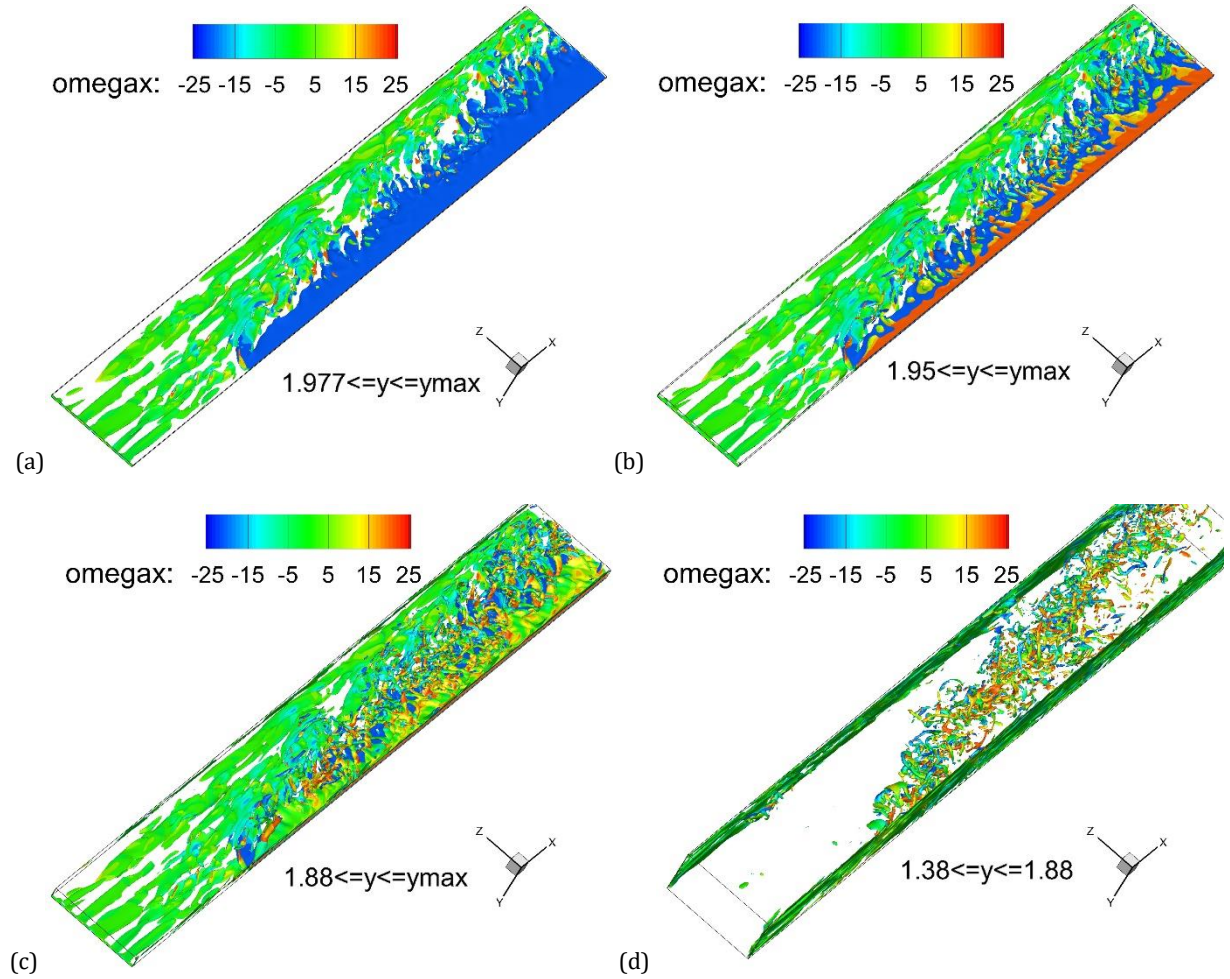 omegax: -25 -15 -5 5 15 25
Z X Y
1.977<=y<=ymax
(a)
omegax: -25 -15 -5 5 15 25
Z X Y
1.95<=y<=ymax
(b)
omegax: -25 -15 -5 5 15 25
Z X Y
1.88<=y<=ymax
(c)
omegax: -25 -15 -5 5 15 25
Z X Y
1.38<=y<=1.88
(d)